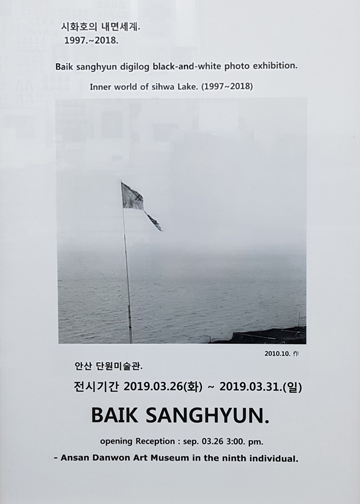 시화호의 내면세계.
1997.~2018.
Baik sanghyun digilog black-and-white photo exhibition.
Inner world of sihwa Lake. (1997~2018)
2010.10. 作
안산 단원미술관.
전시기간 2019.03.26(화) ~ 2019.03.31.(일)
BAIK SANGHYUN.
opening Reception : sep. 03.26 3:00. pm.
- Ansan Danwon Art Museum in the ninth individual.